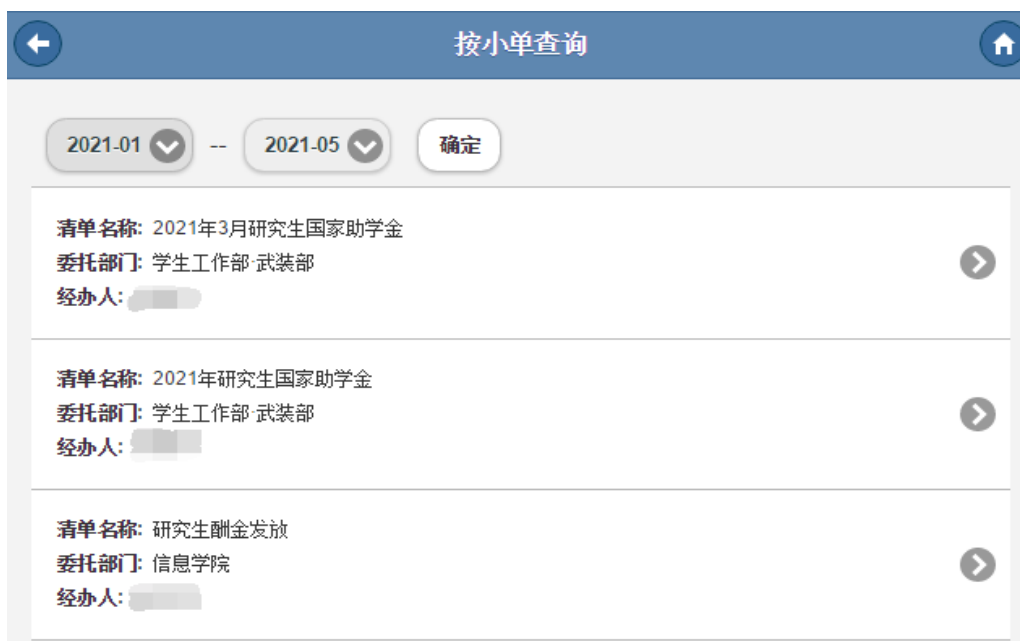 按小单查询
2021-01 -- 2021-05 确定
清单名称: 2021年3月研究生国家助学金
委托部门: 学生工作部·武装部
经办人:
清单名称: 2021年研究生国家助学金
委托部门: 学生工作部·武装部
经办人:
清单名称: 研究生酬金发放
委托部门: 信息学院
经办人: